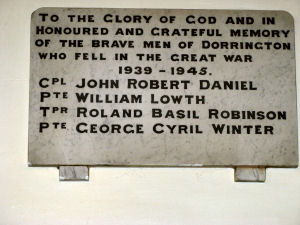 To the Glory of God and in
Honoured and Grateful Memory
of the Brave Men of Dorrington
who fell in the Great War
1939 - 1945.
Cpl John Robert Daniel
Pte William Lowth
Tpr Roland Basil Robinson
Pte George Cyril Winter